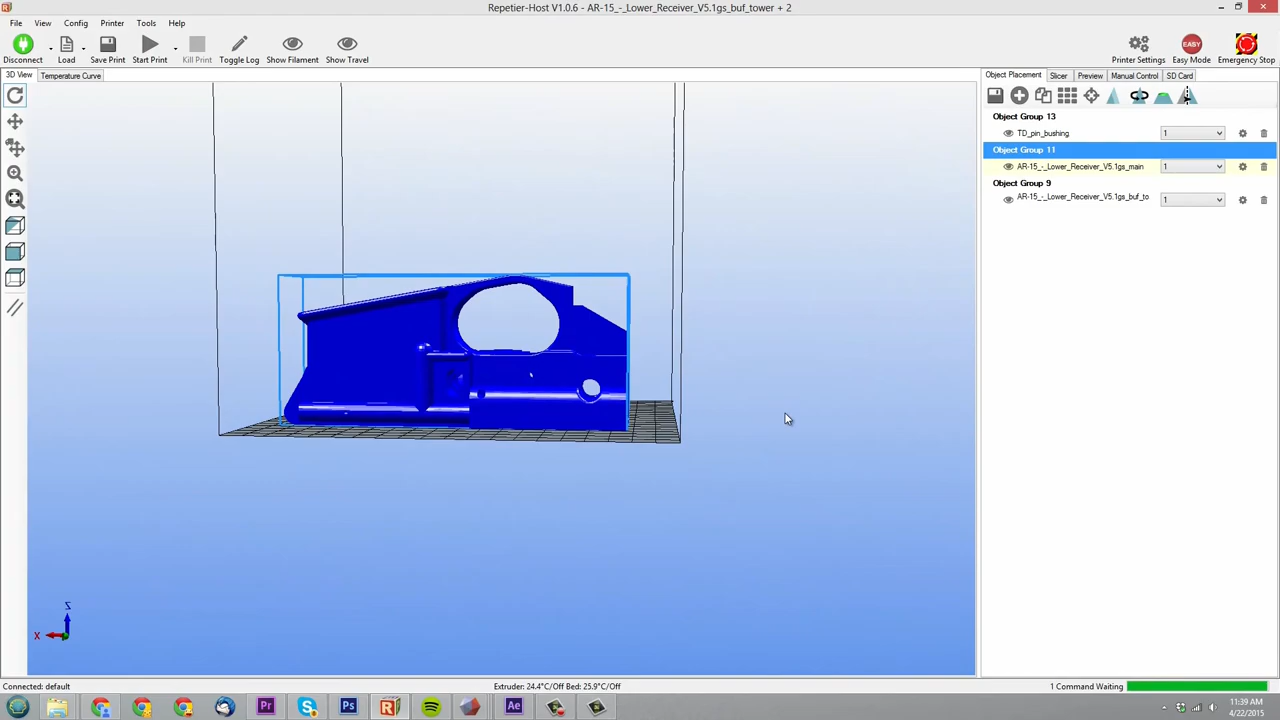 Repetier-Host V1.0.6 - AR-15_-_Lower_Receiver_V5.1gs_buf_tower + 2
File View Config Printer Tools Help
Disconnect Load Save Print Start Print Kill Print Toggle Log Show Filament Show Travel Printer Settings EASY Easy Mode Emergency Stop
3D View Temperature Curve Object Placement Slicer Preview Manual Control SD Card
Object Group 13
TD_pin_bushing 1
Object Group 11
AR-15_-_Lower_Receiver_V5.1gs_main 1
Object Group 9
AR-15_-_Lower_Receiver_V5.1gs_buf_to 1
Z
X
Connected: default Extruder: 24.4°C/Off Bed: 25.9°C/Off 1 Command Waiting
11:39 AM
4/22/2015